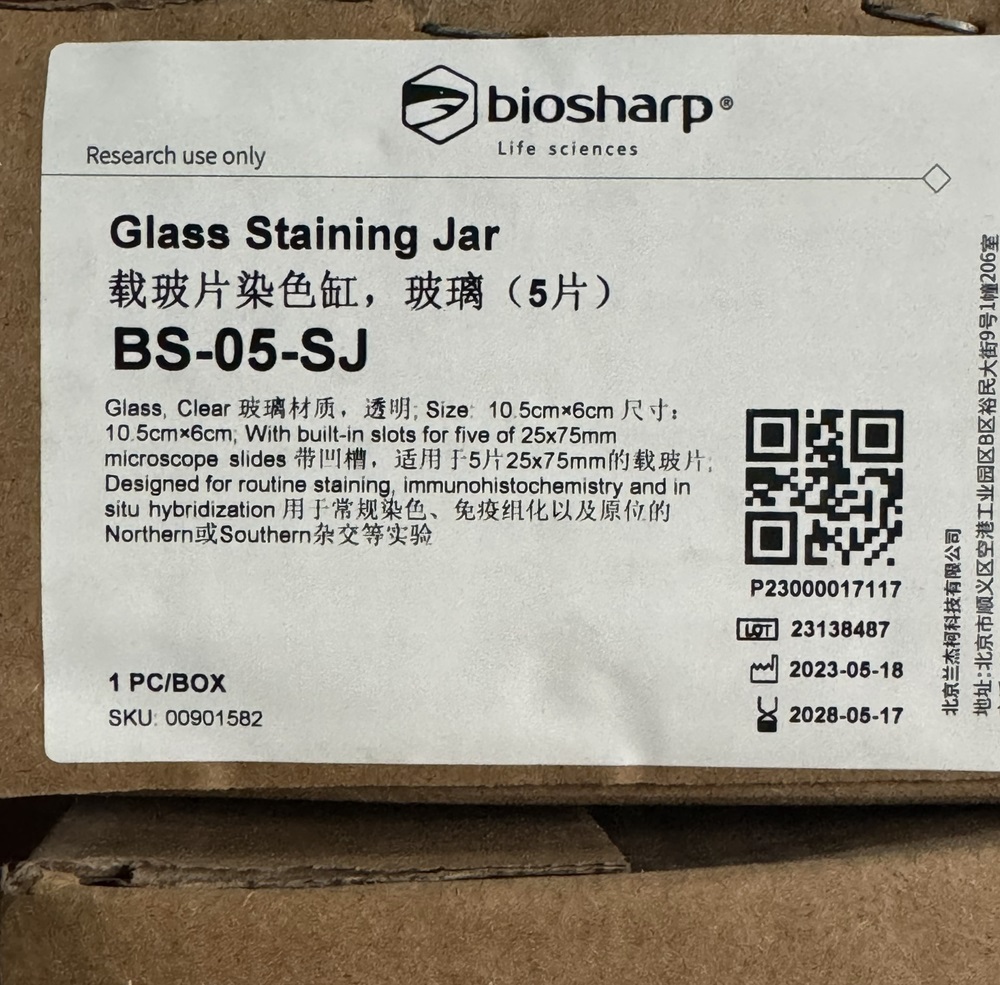 biosharp®
Life sciences
Research use only
Glass Staining Jar
载玻片染色缸，玻璃（5片）
BS-05-SJ
Glass, Clear 玻璃材质，透明; Size: 10.5cm×6cm 尺寸：
10.5cm×6cm; With built-in slots for five of 25x75mm
microscope slides 带凹槽，适用于5片25x75mm的载玻片;
Designed for routine staining, immunohistochemistry and in
situ hybridization 用于常规染色、免疫组化以及原位的
Northern或Southern杂交等实验
P23000017117
LOT 23138487
2023-05-18
2028-05-17
1 PC/BOX
SKU: 00901582
北京兰杰柯科技有限公司
地址:北京市顺义区空港工业园区B区裕民大街9号1幢206室